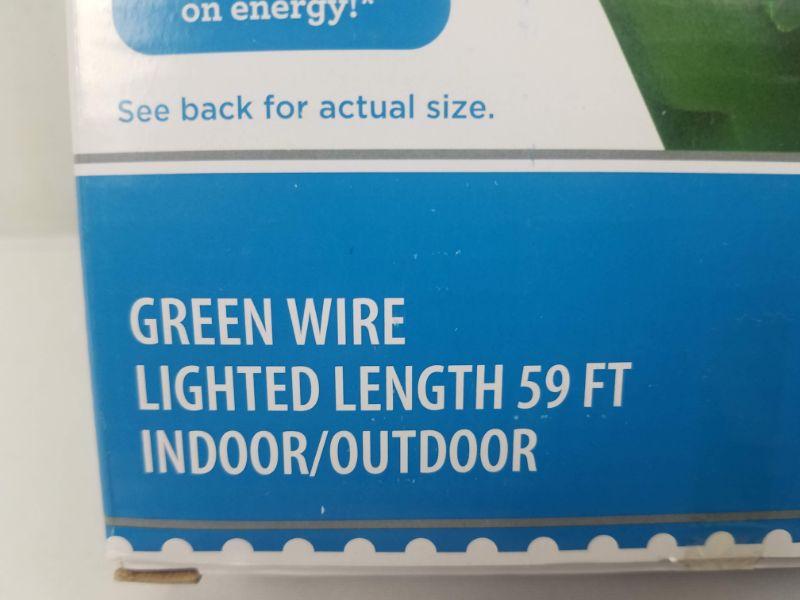 on energy!*
See back for actual size.
GREEN WIRE
LIGHTED LENGTH 59 FT
INDOOR/OUTDOOR